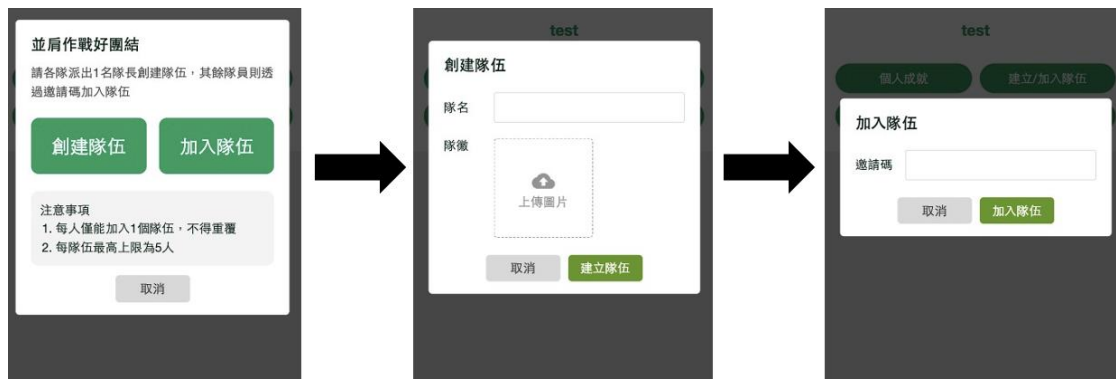 並肩作戰好團結
請各隊派出1名隊長創建隊伍，其餘隊員則透
過邀請碼加入隊伍
創建隊伍
加入隊伍
注意事項
1. 每人僅能加入1個隊伍，不得重覆
2. 每隊伍最高上限為5人
取消
test
創建隊伍
隊名
隊徽
上傳圖片
取消
建立隊伍
test
個人成就
建立/加入隊伍
加入隊伍
邀請碼
取消
加入隊伍